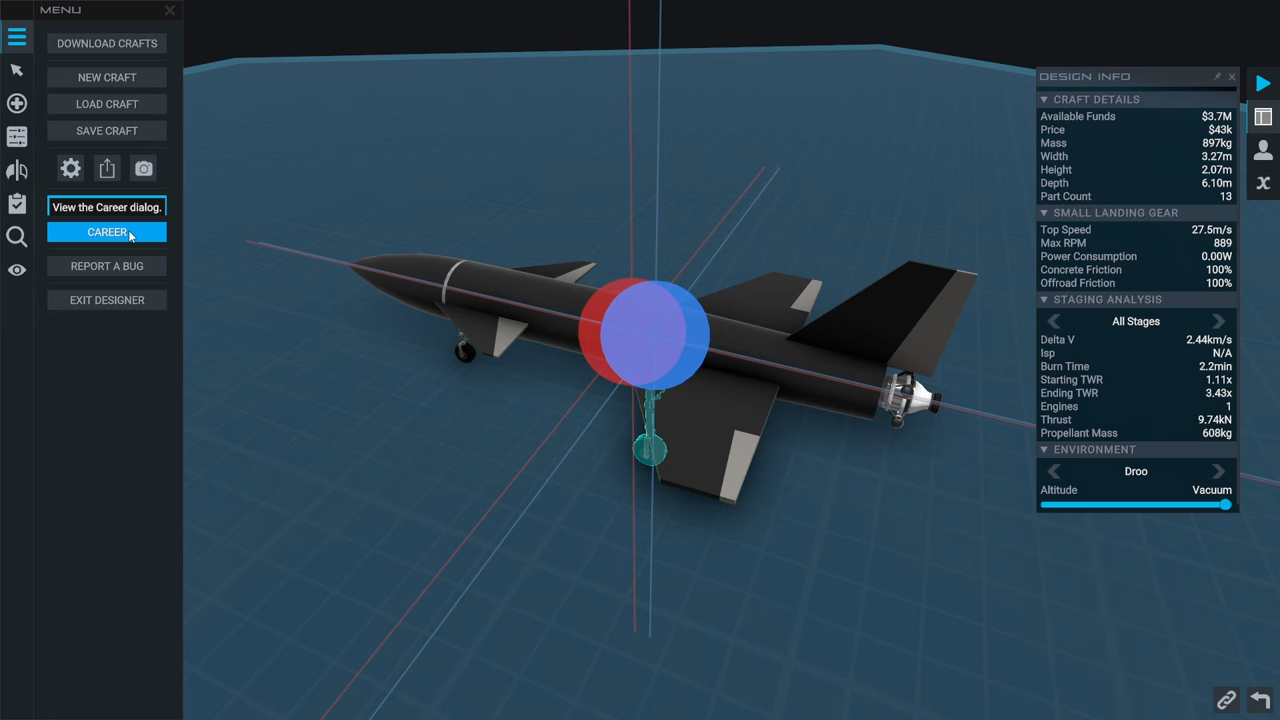 MENU
DOWNLOAD CRAFTS
NEW CRAFT
LOAD CRAFT
SAVE CRAFT
View the Career dialog.
CAREER
REPORT A BUG
EXIT DESIGNER
DESIGN INFO
CRAFT DETAILS
Available Funds $3.7M
Price $43k
Mass 897kg
Width 3.27m
Height 2.07m
Depth 6.10m
Part Count 13
SMALL LANDING GEAR
Top Speed 27.5m/s
Max RPM 889
Power Consumption 0.00W
Concrete Friction 100%
Offroad Friction 100%
STAGING ANALYSIS
All Stages
Delta V 2.44km/s
Isp N/A
Burn Time 2.2min
Starting TWR 1.11x
Ending TWR 3.43x
Engines 1
Thrust 9.74kN
Propellant Mass 608kg
ENVIRONMENT
Droo
Altitude Vacuum